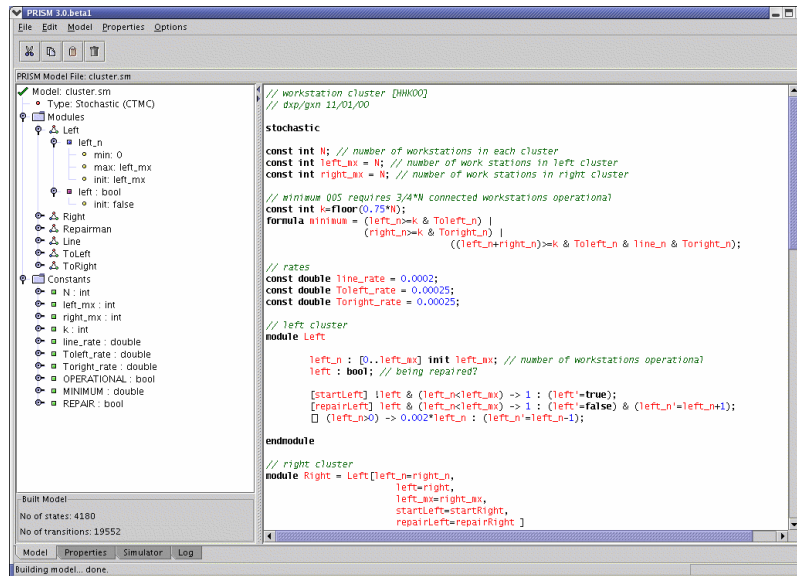 PRISM 3.0.beta1
File Edit Model Properties Options
PRISM Model File: cluster.sm
Model: cluster.sm
Type: Stochastic (CTMC)
Modules
Left
left_n
min: 0
max: left_mx
init: left_mx
left : bool
init: false
Right
Repairman
Line
ToLeft
ToRight
Constants
N : int
left_mx : int
right_mx : int
k : int
line_rate : double
Toleft_rate : double
Toright_rate : double
OPERATIONAL : bool
MINIMUM : double
REPAIR : bool
Built Model
No of states: 4180
No of transitions: 19552
// workstation cluster [HHK00]
// dxp/gxn 11/01/00
stochastic
const int N; // number of workstations in each cluster
const int left_mx = N; // number of work stations in left cluster
const int right_mx = N; // number of work stations in right cluster
// minimum QOS requires 3/4*N connected workstations operational
const int k=floor(0.75*N);
formula minimum = (left_n>=k & Toleft_n) |
(right_n>=k & Toright_n) |
((left_n+right_n)>=k & Toleft_n & line_n & Toright_n);
// rates
const double line_rate = 0.0002;
const double Toleft_rate = 0.00025;
const double Toright_rate = 0.00025;
// left cluster
module Left
left_n : [0..left_mx] init left_mx; // number of workstations operational
left : bool; // being repaired?
[startLeft] !left & (left_n<left_mx) -> 1 : (left'=true);
[repairLeft] left & (left_n<left_mx) -> 1 : (left'=false) & (left_n'=left_n+1);
[] (left_n>0) -> 0.002*left_n : (left_n'=left_n-1);
endmodule
// right cluster
module Right = Left[left_n=right_n,
left=right,
left_mx=right_mx,
startLeft=startRight,
repairLeft=repairRight ]
Model Properties Simulator Log
Building model... done.